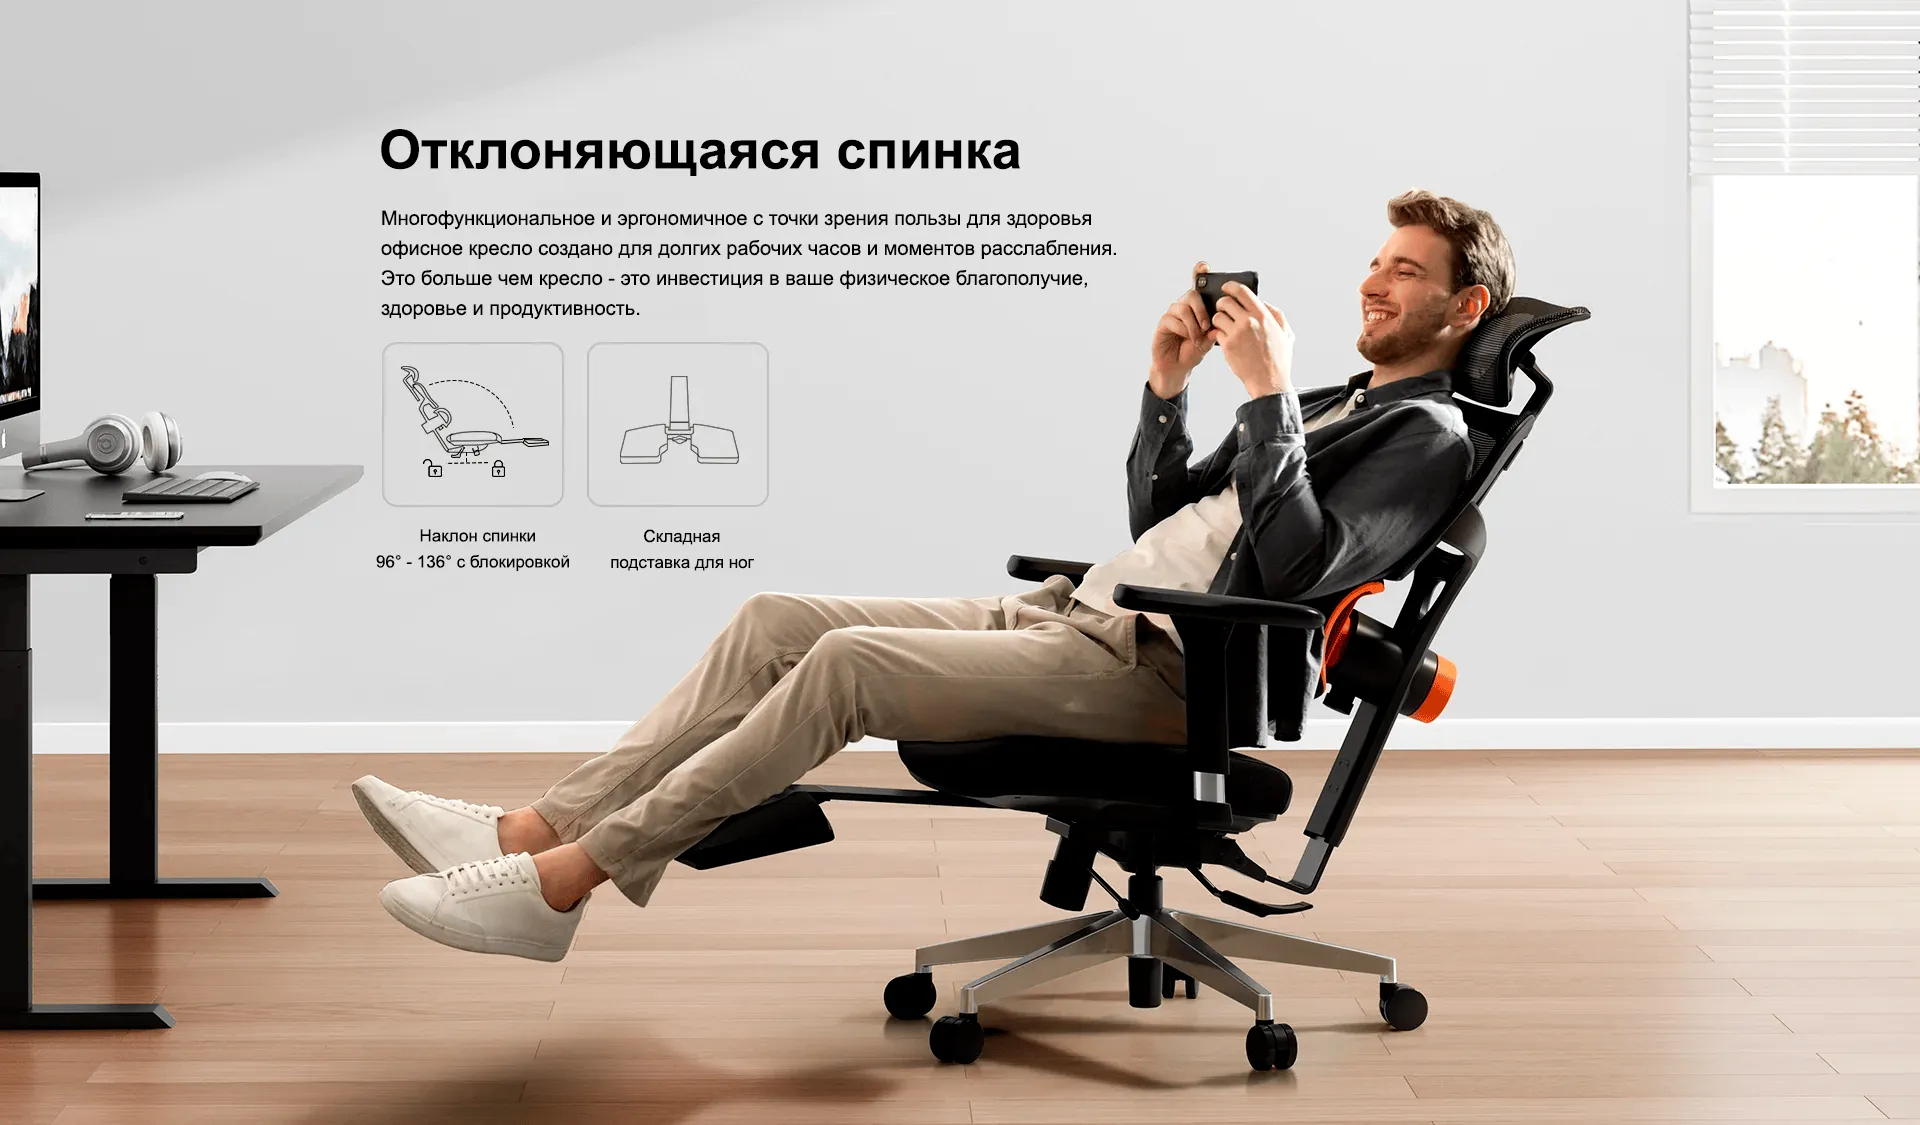 Отклоняющаяся спинка
Многофункциональное и эргономичное с точки зрения пользы для здоровья
офисное кресло создано для долгих рабочих часов и моментов расслабления.
Это больше чем кресло - это инвестиция в ваше физическое благополучие,
здоровье и продуктивность.
Наклон спинки
96° - 136° с блокировкой
Складная
подставка для ног